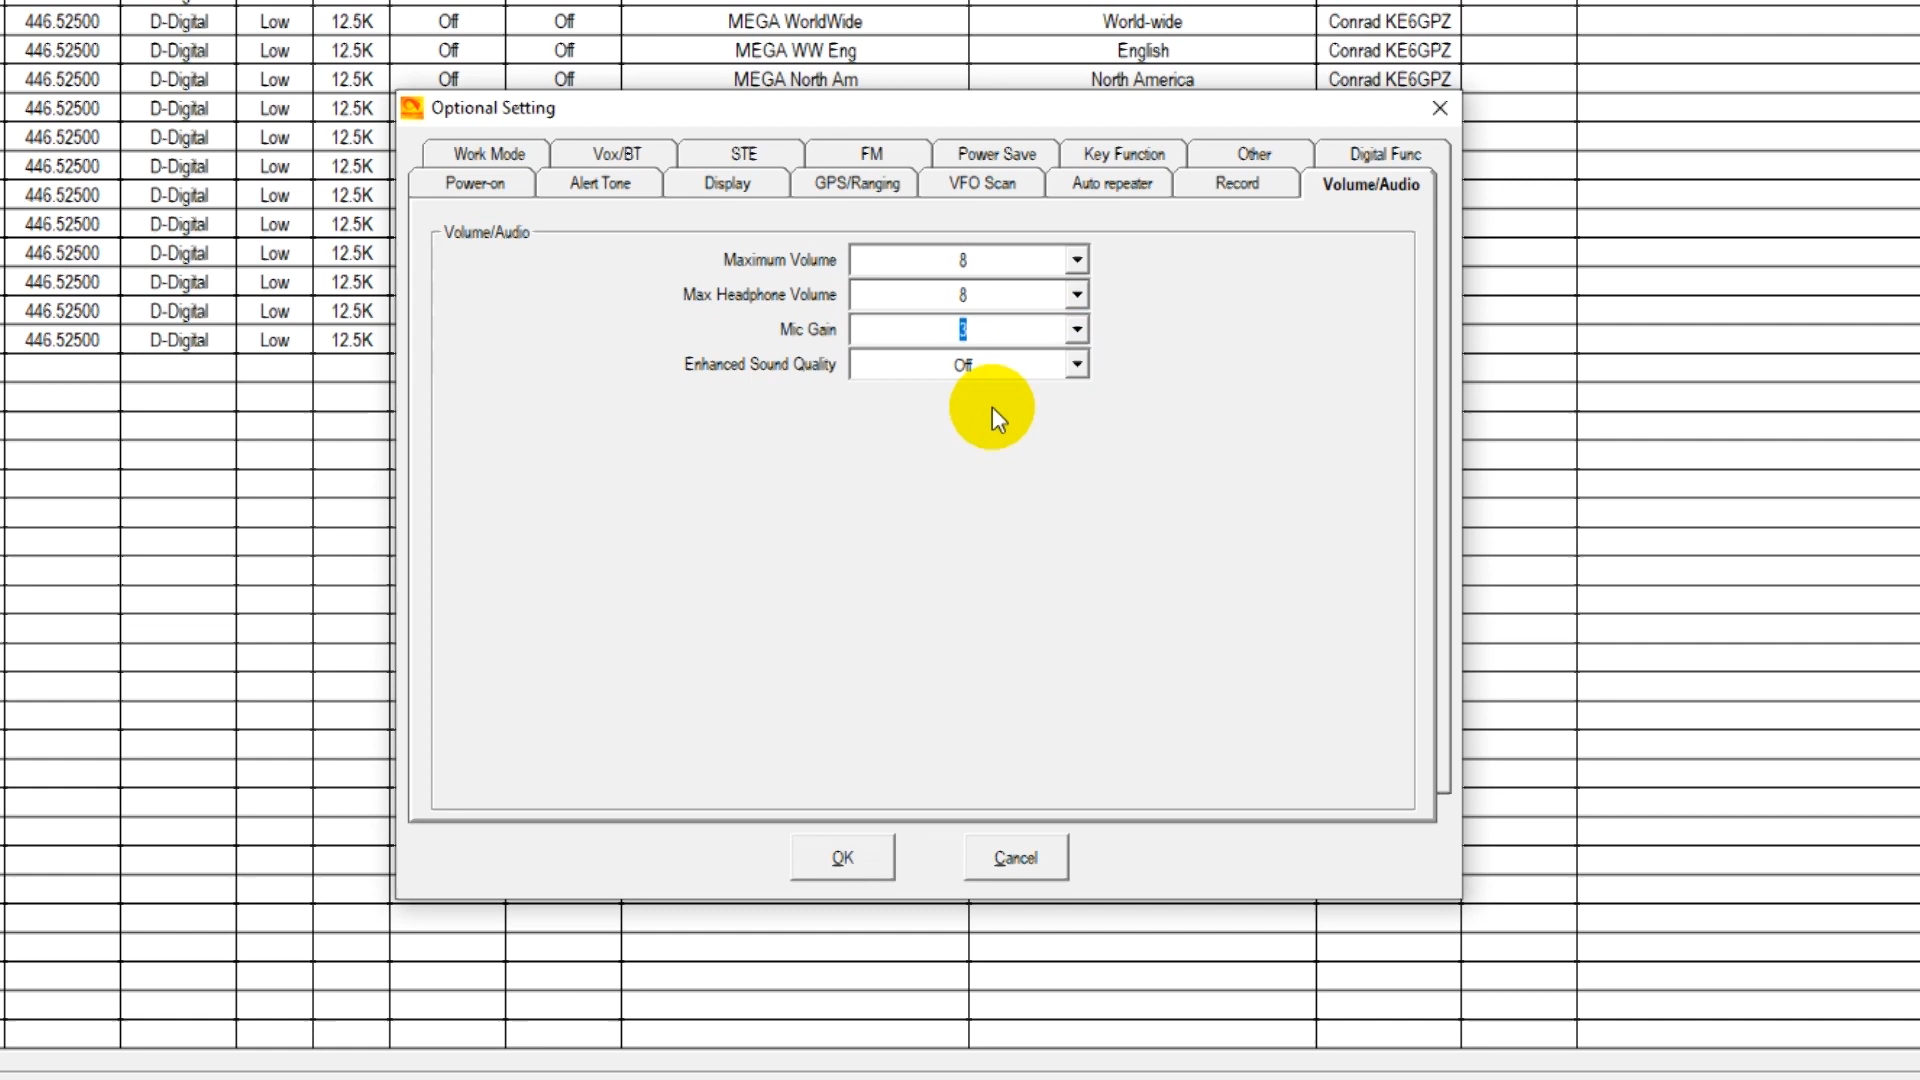 446.52500 D-Digital Low 12.5K Off Off MEGA WorldWide World-wide Conrad KE6GPZ
446.52500 D-Digital Low 12.5K Off Off MEGA WW Eng English Conrad KE6GPZ
446.52500 D-Digital Low 12.5K Off Off MEGA North Am North America Conrad KE6GPZ
446.52500 D-Digital Low 12.5K
446.52500 D-Digital Low 12.5K
446.52500 D-Digital Low 12.5K
446.52500 D-Digital Low 12.5K
446.52500 D-Digital Low 12.5K
446.52500 D-Digital Low 12.5K
446.52500 D-Digital Low 12.5K
446.52500 D-Digital Low 12.5K
446.52500 D-Digital Low 12.5K
Optional Setting
Work Mode Vox/BT STE FM Power Save Key Function Other Digital Func
Power-on Alert Tone Display GPS/Ranging VFO Scan Auto repeater Record Volume/Audio
Volume/Audio
Maximum Volume 8
Max Headphone Volume 8
Mic Gain 3
Enhanced Sound Quality Off
OK Cancel